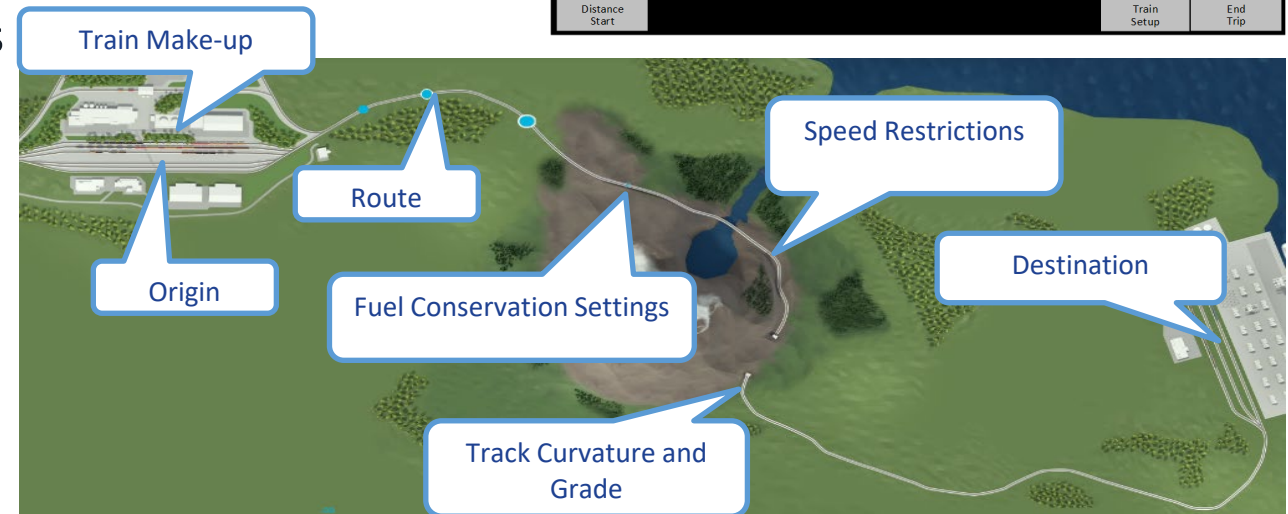 Distance
Start
Train
Setup
End
Trip
s
Train Make-up
Speed Restrictions
Route
Destination
Origin
Fuel Conservation Settings
Track Curvature and
Grade